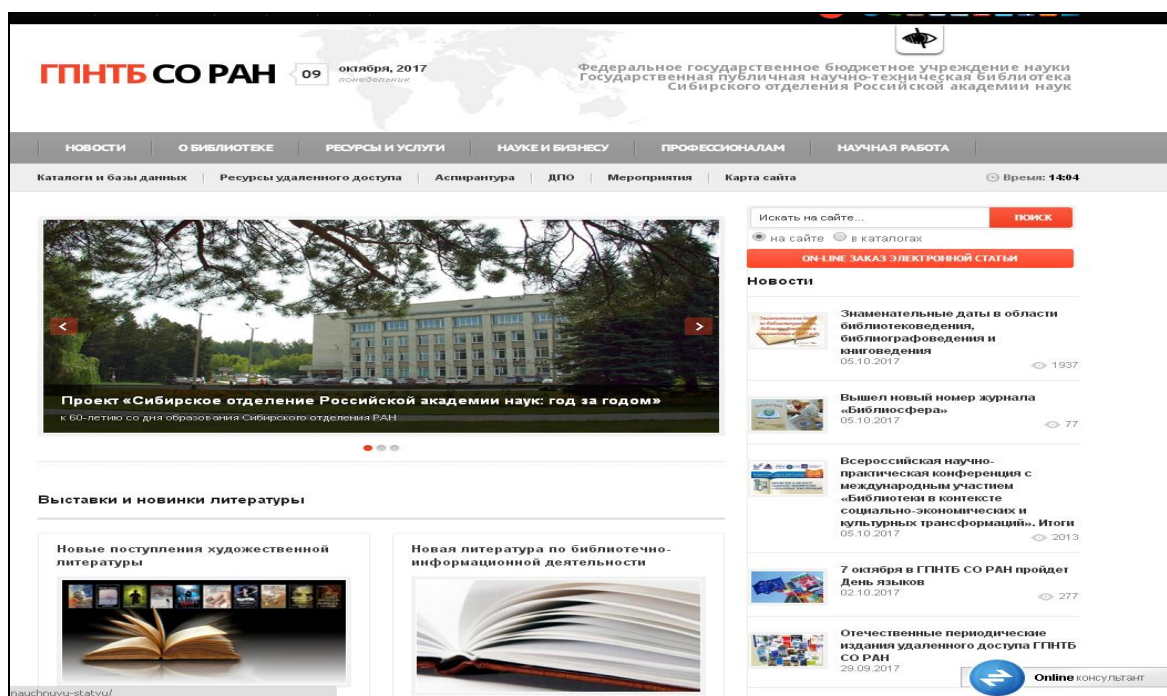 ГПНТБ СО РАН
09
октября, 2017
понедельник
Федеральное государственное бюджетное учреждение науки
Государственная публичная научно-техническая библиотека
Сибирского отделения Российской академии наук
НОВОСТИ
О БИБЛИОТЕКЕ
РЕСУРСЫ И УСЛУГИ
НАУКЕ И БИЗНЕСУ
ПРОФЕССИОНАЛАМ
НАУЧНАЯ РАБОТА
Каталоги и базы данных
Ресурсы удаленного доступа
Аспирантура
ДПО
Мероприятия
Карта сайта
Время: 14:04
Проект «Сибирское отделение Российской академии наук: год за годом»
к 60-летию со дня образования Сибирского отделения РАН
Выставки и новинки литературы
Новые поступления художественной
литературы
Новая литература по библиотечно-
информационной деятельности
Искать на сайте...
ПОИСК
на сайте
в каталогах
ON-LINE ЗАКАЗ ЭЛЕКТРОННОЙ СТАТЬИ
Новости
Знаменательные даты в области
библиотековедения,
библиографоведения и
книговедения
05.10.2017
1937
Вышел новый номер журнала
«Библиосфера»
05.10.2017
77
Всероссийская научно-
практическая конференция с
международным участием
«Библиотеки в контексте
социально-экономических и
культурных трансформаций». Итоги
05.10.2017
2013
7 октября в ГПНТБ СО РАН пройдет
День языков
02.10.2017
277
Отечественные периодические
издания удаленного доступа ГПНТБ
СО РАН
29.09.2017
Online консультант
nauchnuyu-statyu/